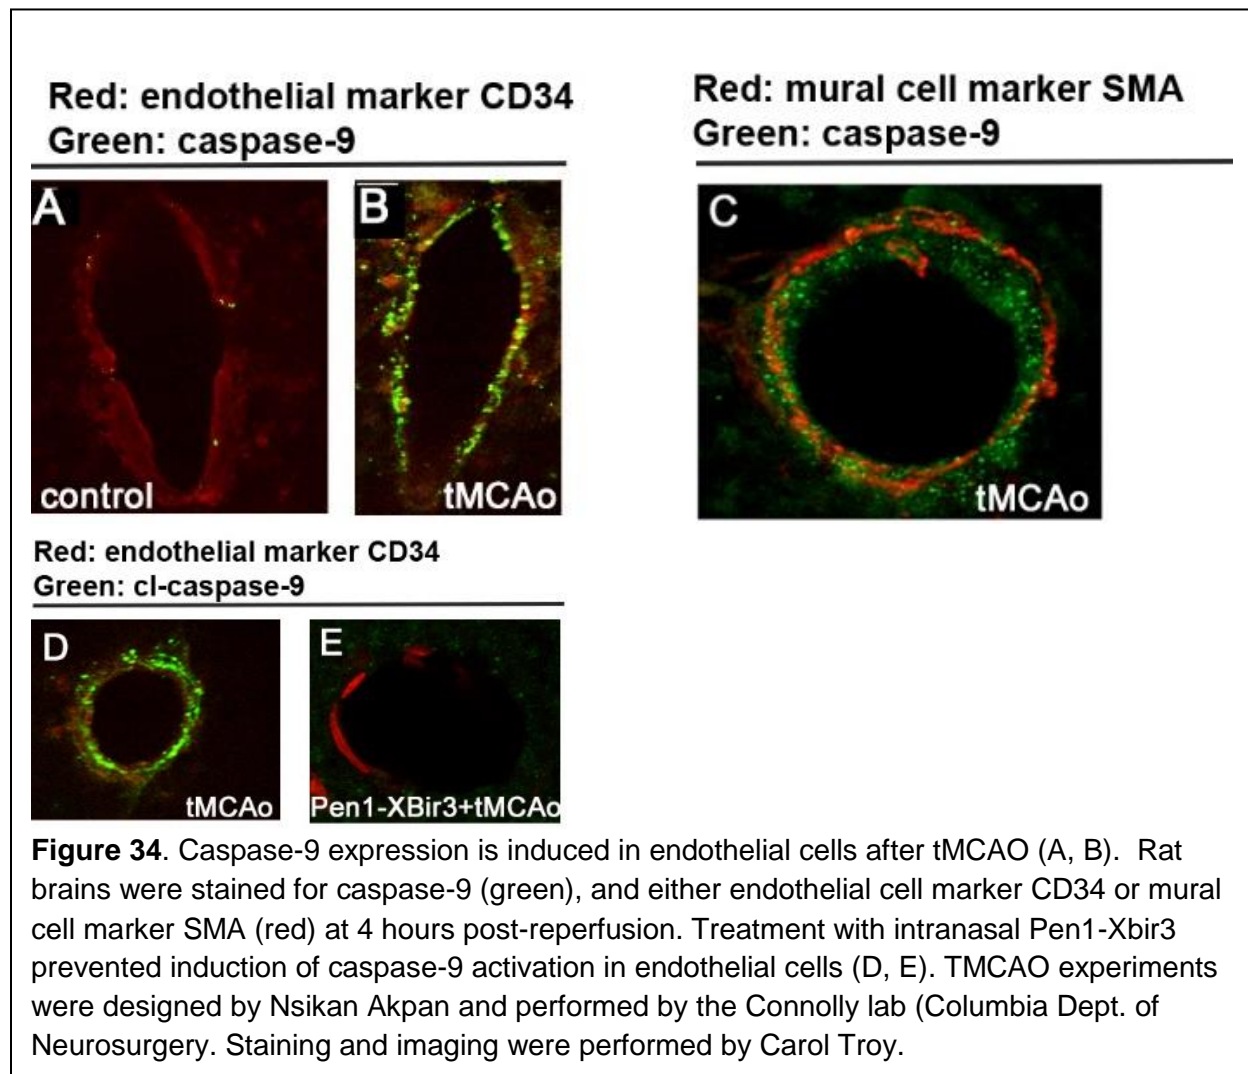 Red: endothelial marker CD34
Green: caspase-9
Red: mural cell marker SMA
Green: caspase-9
A
control
B
tMCAo
C
tMCAo
Red: endothelial marker CD34
Green: cl-caspase-9
D
tMCAo
E
Pen1-XBir3+tMCAo
Figure 34. Caspase-9 expression is induced in endothelial cells after tMCAO (A, B). Rat
brains were stained for caspase-9 (green), and either endothelial cell marker CD34 or mural
cell marker SMA (red) at 4 hours post-reperfusion. Treatment with intranasal Pen1-Xbir3
prevented induction of caspase-9 activation in endothelial cells (D, E). TMCAO experiments
were designed by Nsikan Akpan and performed by the Connolly lab (Columbia Dept. of
Neurosurgery. Staining and imaging were performed by Carol Troy.